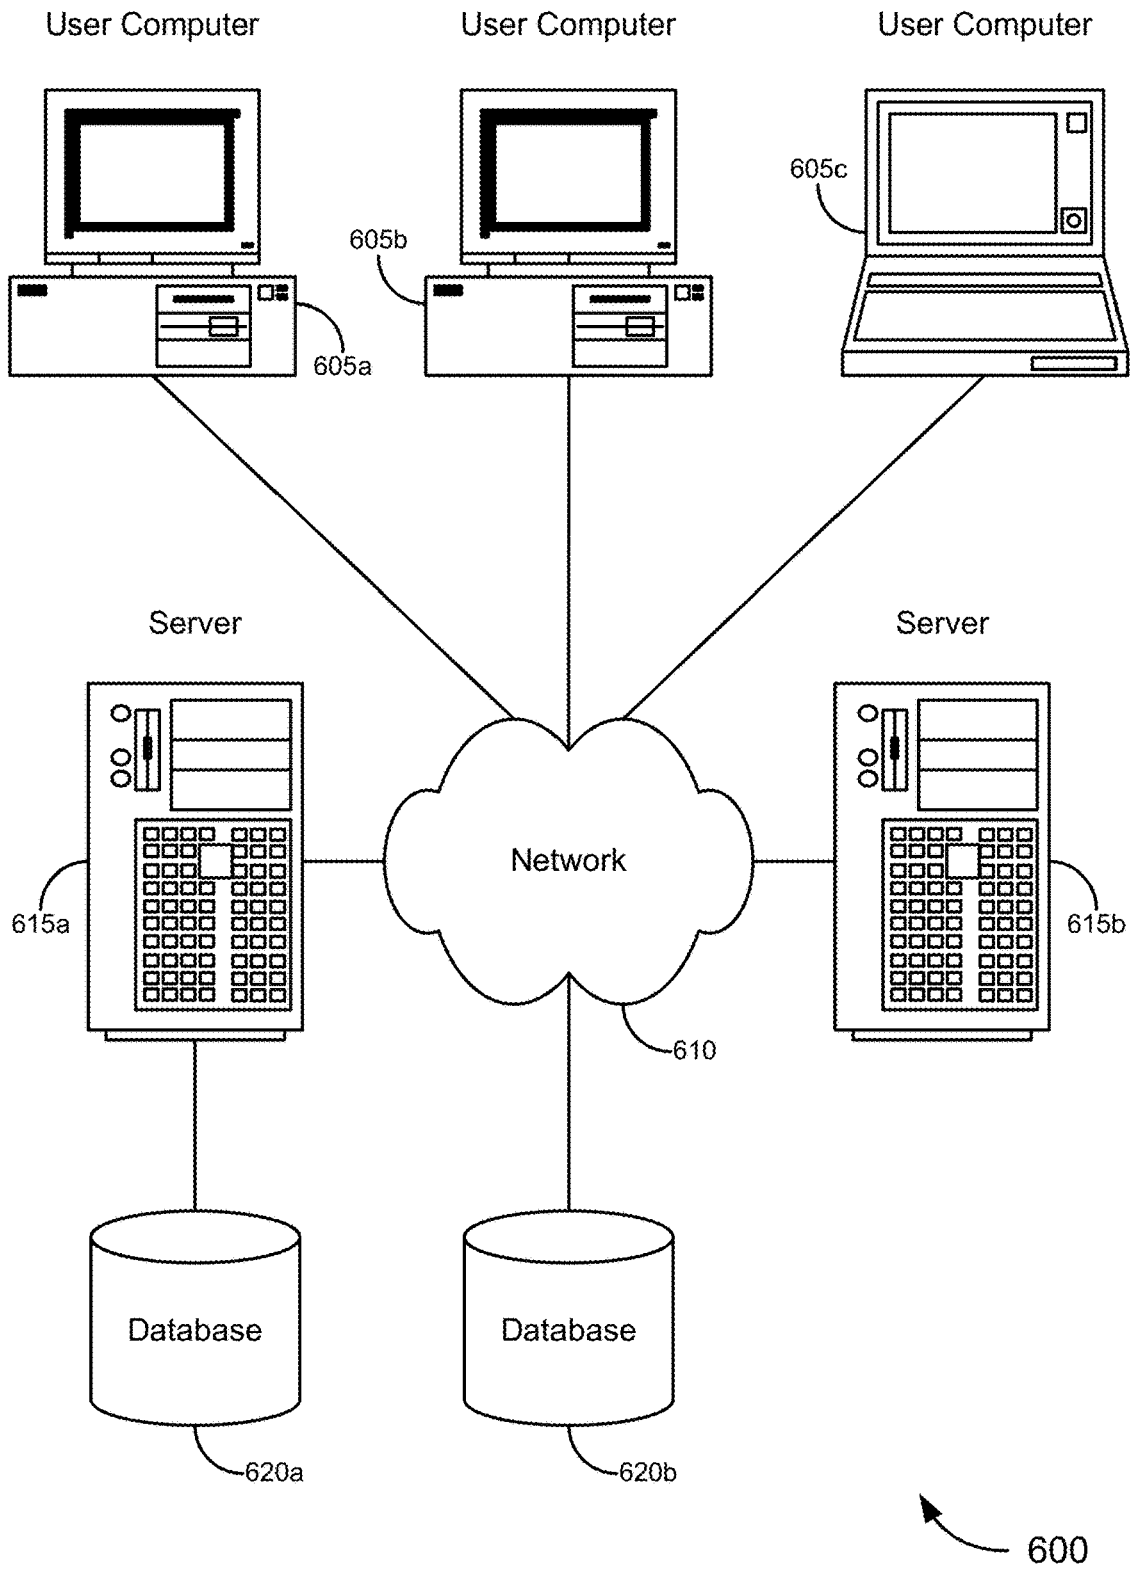 User Computer
User Computer
User Computer
605c
605b
605a
Server
Server
Network
615a
615b
610
Database
Database
620a
620b
600